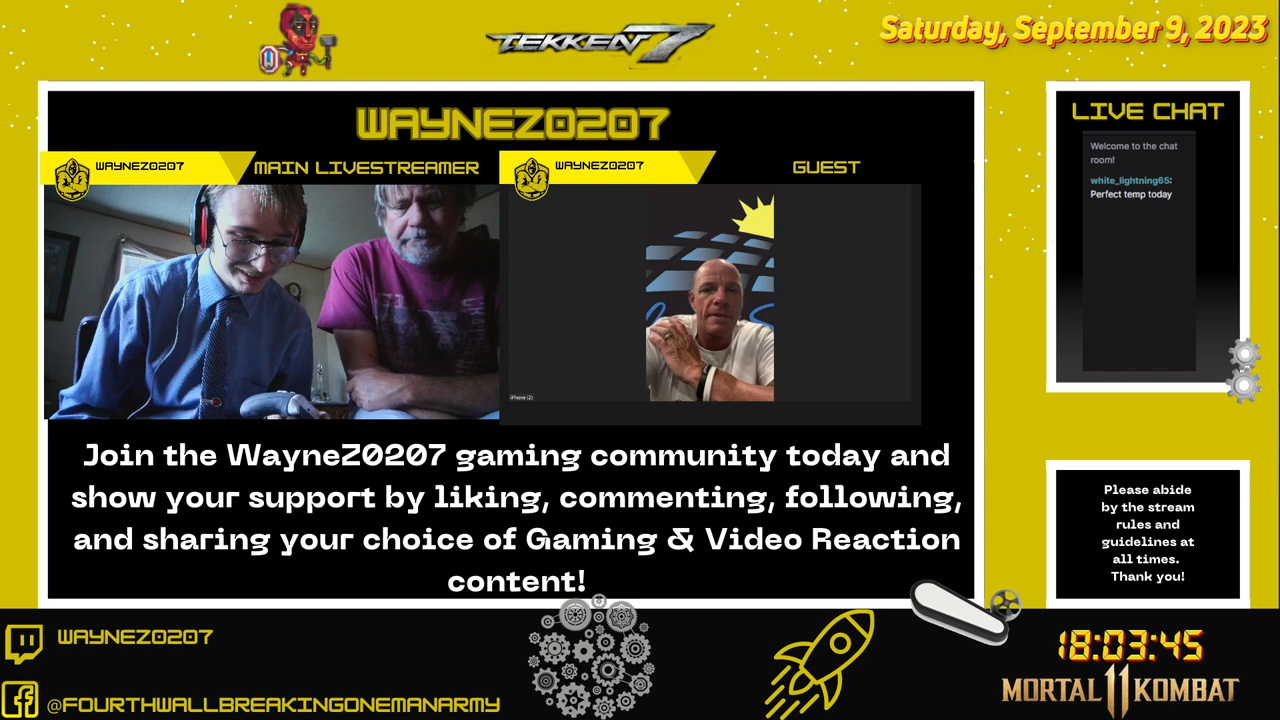 TEKKEN 7
Saturday, September 9, 2023
WAYNEZ0207
WAYNEZ0207
MAIN LIVESTREAMER
WAYNEZ0207
GUEST
iPhone (2)
Join the WayneZ0207 gaming community today and
show your support by liking, commenting, following,
and sharing your choice of Gaming & Video Reaction
content!
LIVE CHAT
Welcome to the chat
room!
white_lightning65:
Perfect temp today
Please abide
by the stream
rules and
guidelines at
all times.
Thank you!
WAYNEZ0207
@FOURTHWALLBREAKINGONEMANARMY
18:03:45
MORTAL KOMBAT 11